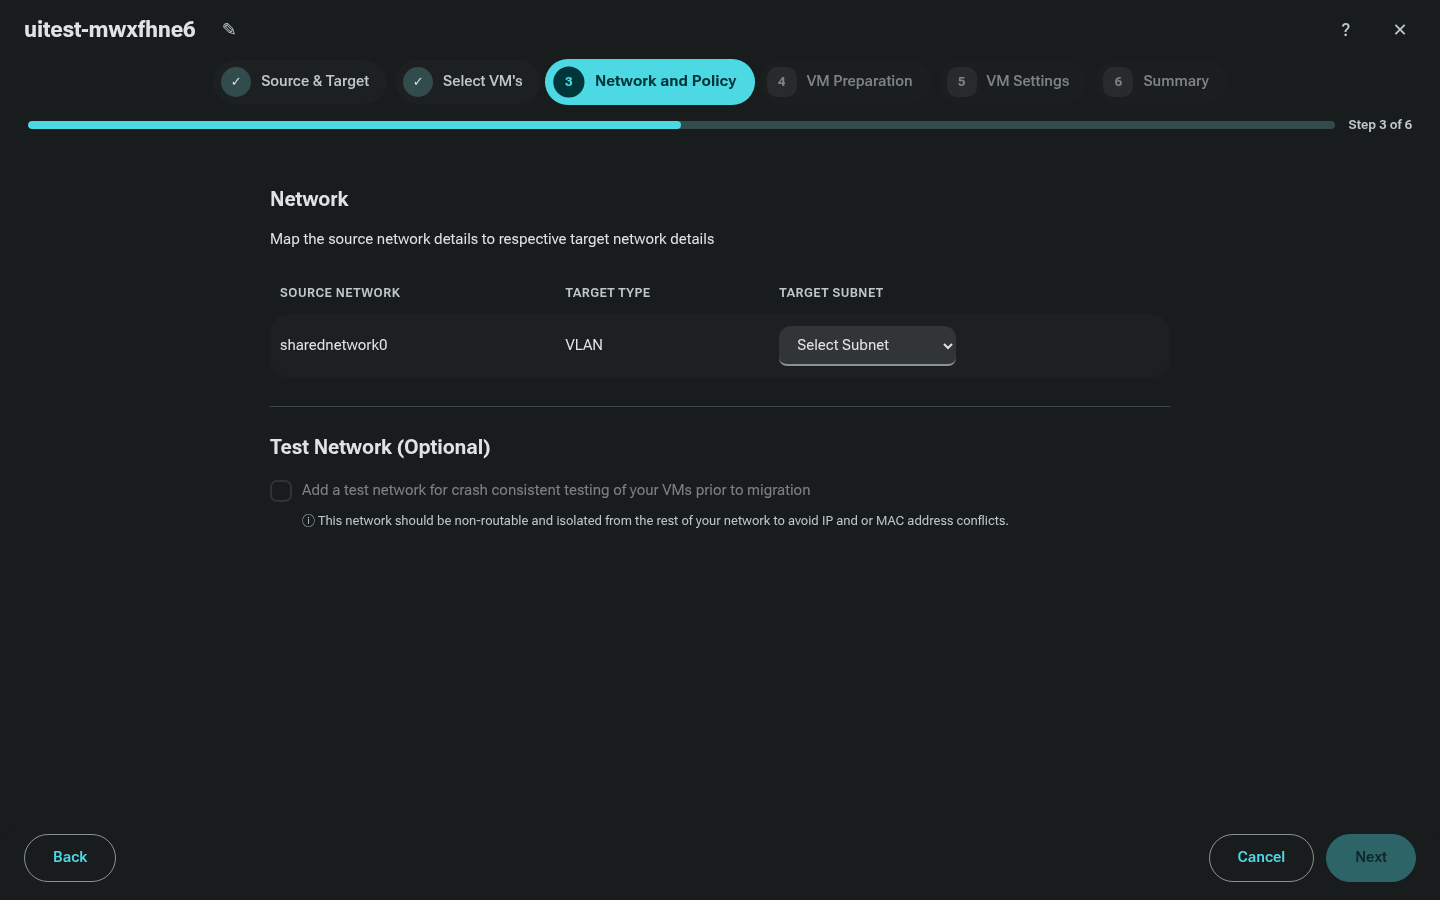 uitest-mwxfhne6 ✎ ? ✕
✓ Source & Target ✓ Select VM's 3 Network and Policy 4 VM Preparation 5 VM Settings 6 Summary
Step 3 of 6
Network
Map the source network details to respective target network details
SOURCE NETWORK TARGET TYPE TARGET SUBNET
sharednetwork0 VLAN Select Subnet
Test Network (Optional)
Add a test network for crash consistent testing of your VMs prior to migration
ⓘ This network should be non-routable and isolated from the rest of your network to avoid IP and or MAC address conflicts.
Back Cancel Next